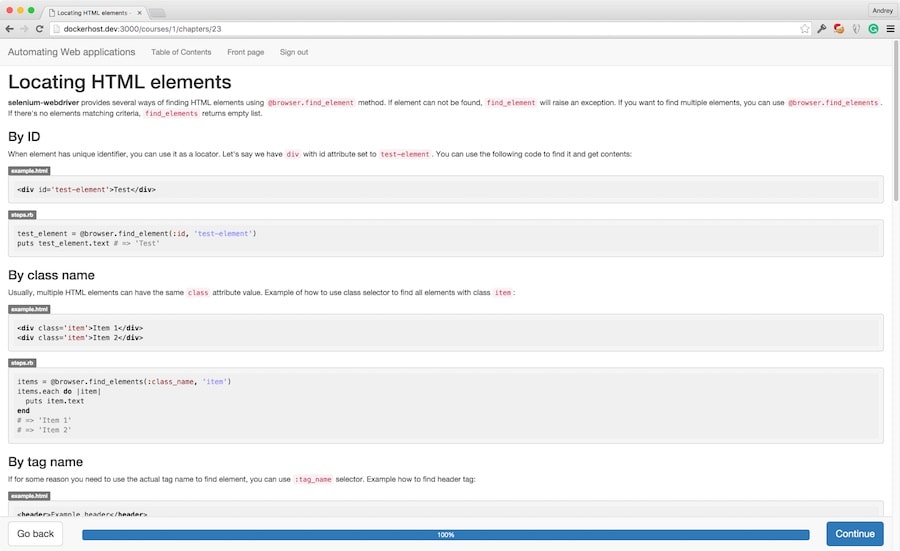 Locating HTML elements -
Andrey
dockerhost.dev:3000/courses/1/chapters/23
Automating Web applications Table of Contents Front page Sign out
Locating HTML elements
selenium-webdriver provides several ways of finding HTML elements using @browser.find_element method. If element can not be found, find_element will raise an exception. If you want to find multiple elements, you can use @browser.find_elements.
If there's no elements matching criteria, find_elements returns empty list.
By ID
When element has unique identifier, you can use it as a locator. Let's say we have div with id attribute set to test-element. You can use the following code to find it and get contents:
example.html
<div id='test-element'>Test</div>
steps.rb
test_element = @browser.find_element(:id, 'test-element')
puts test_element.text # => 'Test'
By class name
Usually, multiple HTML elements can have the same class attribute value. Example of how to use class selector to find all elements with class item:
example.html
<div class='item'>Item 1</div>
<div class='item'>Item 2</div>
steps.rb
items = @browser.find_elements(:class_name, 'item')
items.each do |item|
  puts item.text
end
# => 'Item 1'
# => 'Item 2'
By tag name
If for some reason you need to use the actual tag name to find element, you can use :tag_name selector. Example how to find header tag:
example.html
<header>Example header</header>
Go back 100% Continue